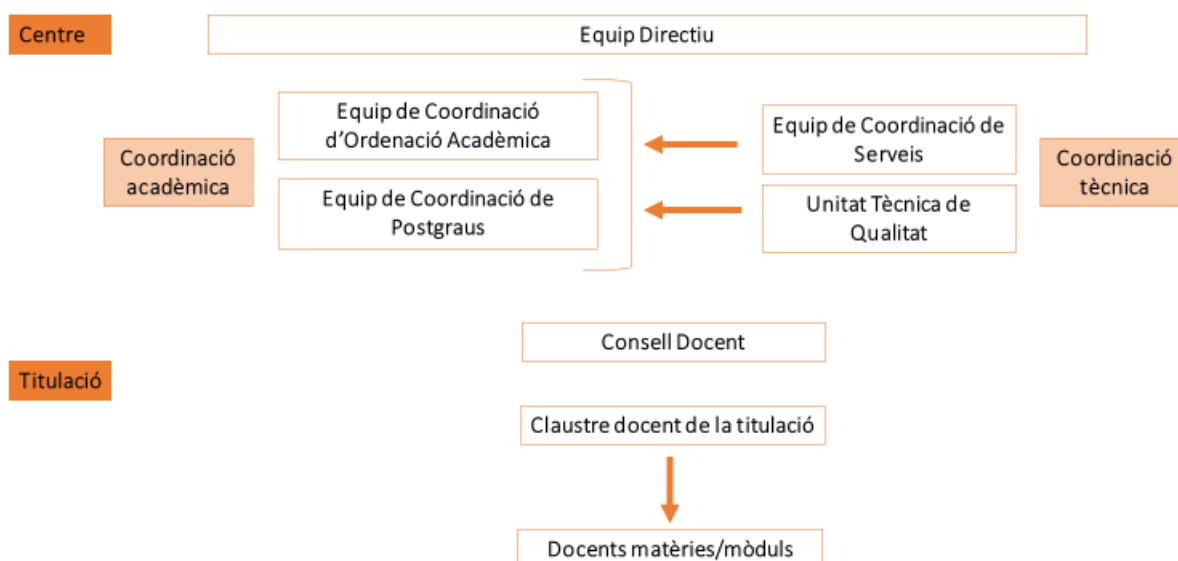 Centre
Equip Directiu
Coordinació
acadèmica
Equip de Coordinació
d'Ordenació Acadèmica
Equip de Coordinació de
Postgraus
Equip de Coordinació de
Serveis
Unitat Tècnica de
Qualitat
Coordinació
tècnica
Titulació
Consell Docent
Claustre docent de la titulació
Docents matèries/mòduls